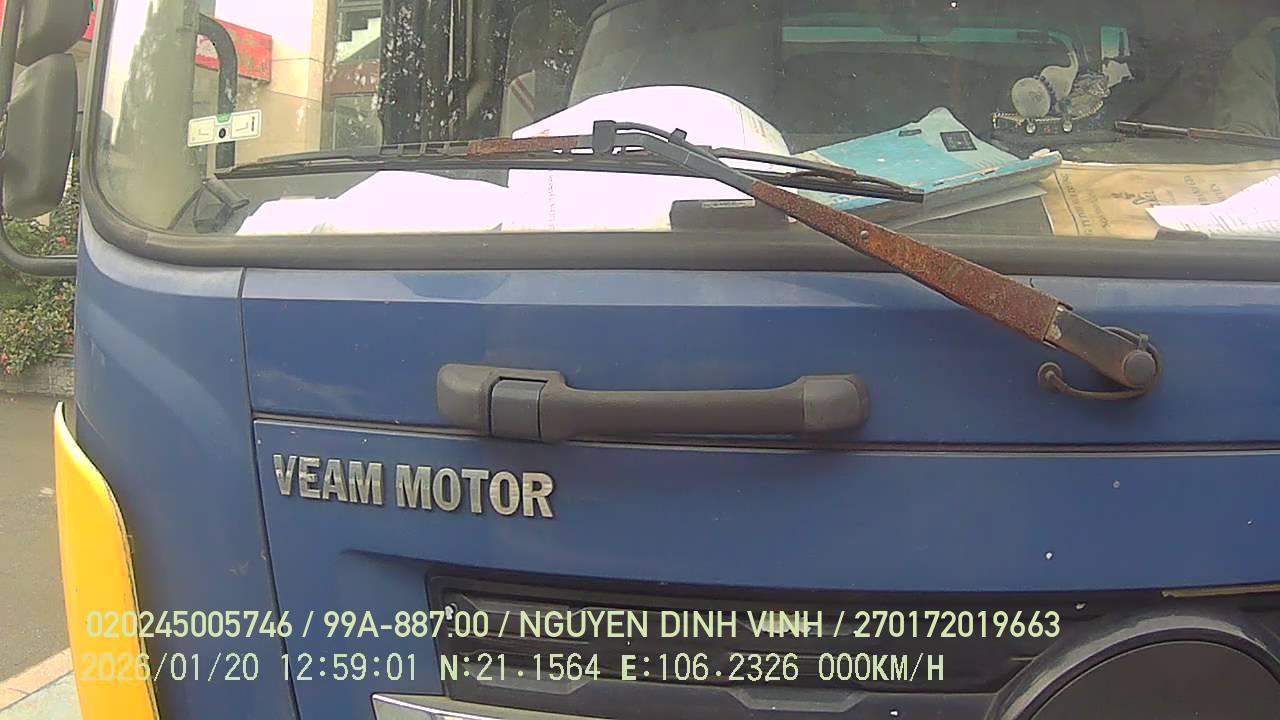 VEAM MOTOR
020245005746 / 99A-887.00 / NGUYEN DINH VINH / 270172019663
2026/01/20 12:59:01 N:21.1564 E:106.2326 000KM/H